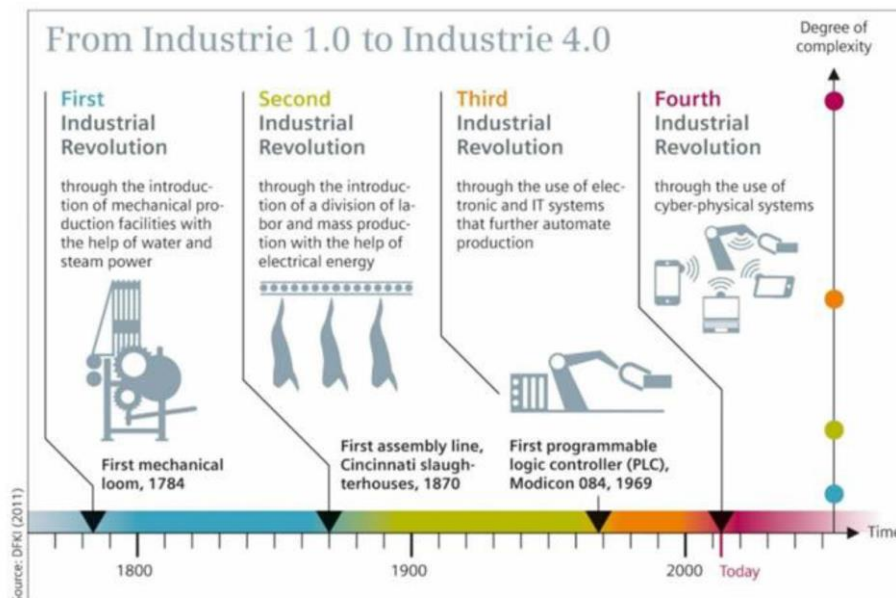 From Industrie 1.0 to Industrie 4.0
Degree of
complexity
First
Industrial
Revolution
through the introduc-
tion of mechanical pro-
duction facilities with
the help of water and
steam power
First mechanical
loom, 1784
Second
Industrial
Revolution
through the introduc-
tion of a division of la-
bor and mass produc-
tion with the help of
electrical energy
First assembly line,
Cincinnati slaugh-
terhouses, 1870
Third
Industrial
Revolution
through the use of elec-
tronic and IT systems
that further automate
production
First programmable
logic controller (PLC),
Modicon 084, 1969
Fourth
Industrial
Revolution
through the use of
cyber-physical systems
Time
1800
1900
2000
Today
Source: DFKI (2011)